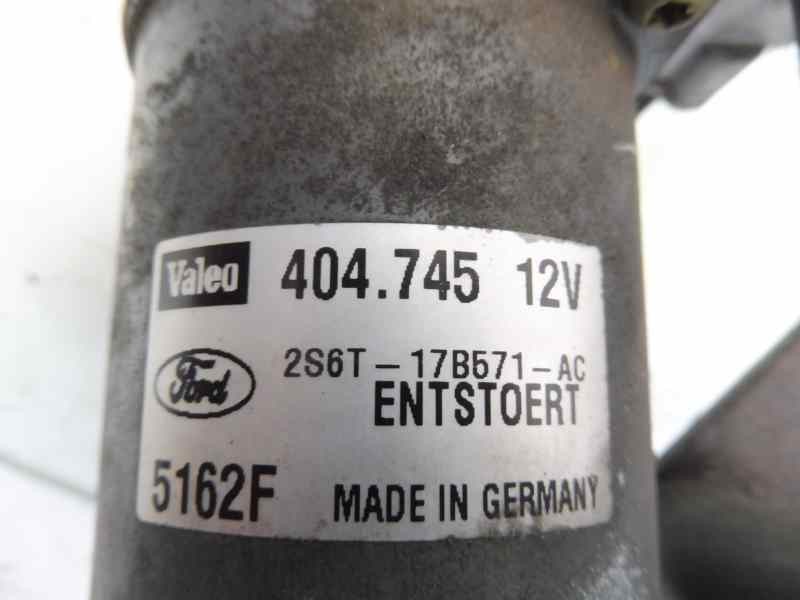 Valeo 404.745 12V
Ford 2S6T-17B571-AC
ENTSTOERT
5162F MADE IN GERMANY